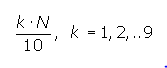 k·N/10, k = 1,2,..9